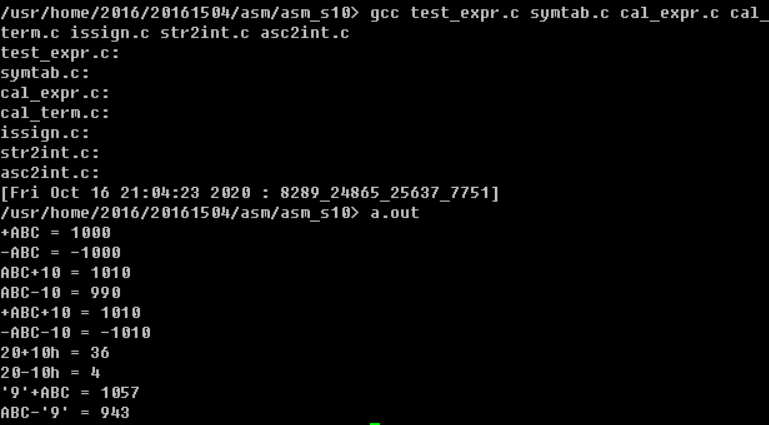 /usr/home/2016/20161504/asm/asm_s10> gcc test_expr.c symtab.c cal_expr.c cal_
term.c issign.c str2int.c asc2int.c
test_expr.c:
symtab.c:
cal_expr.c:
cal_term.c:
issign.c:
str2int.c:
asc2int.c:
[Fri Oct 16 21:04:23 2020 : 8289_24865_25637_7751]
/usr/home/2016/20161504/asm/asm_s10> a.out
+ABC = 1000
-ABC = -1000
ABC+10 = 1010
ABC-10 = 990
+ABC+10 = 1010
-ABC-10 = -1010
20+10h = 36
20-10h = 4
'9'+ABC = 1057
ABC-'9' = 943